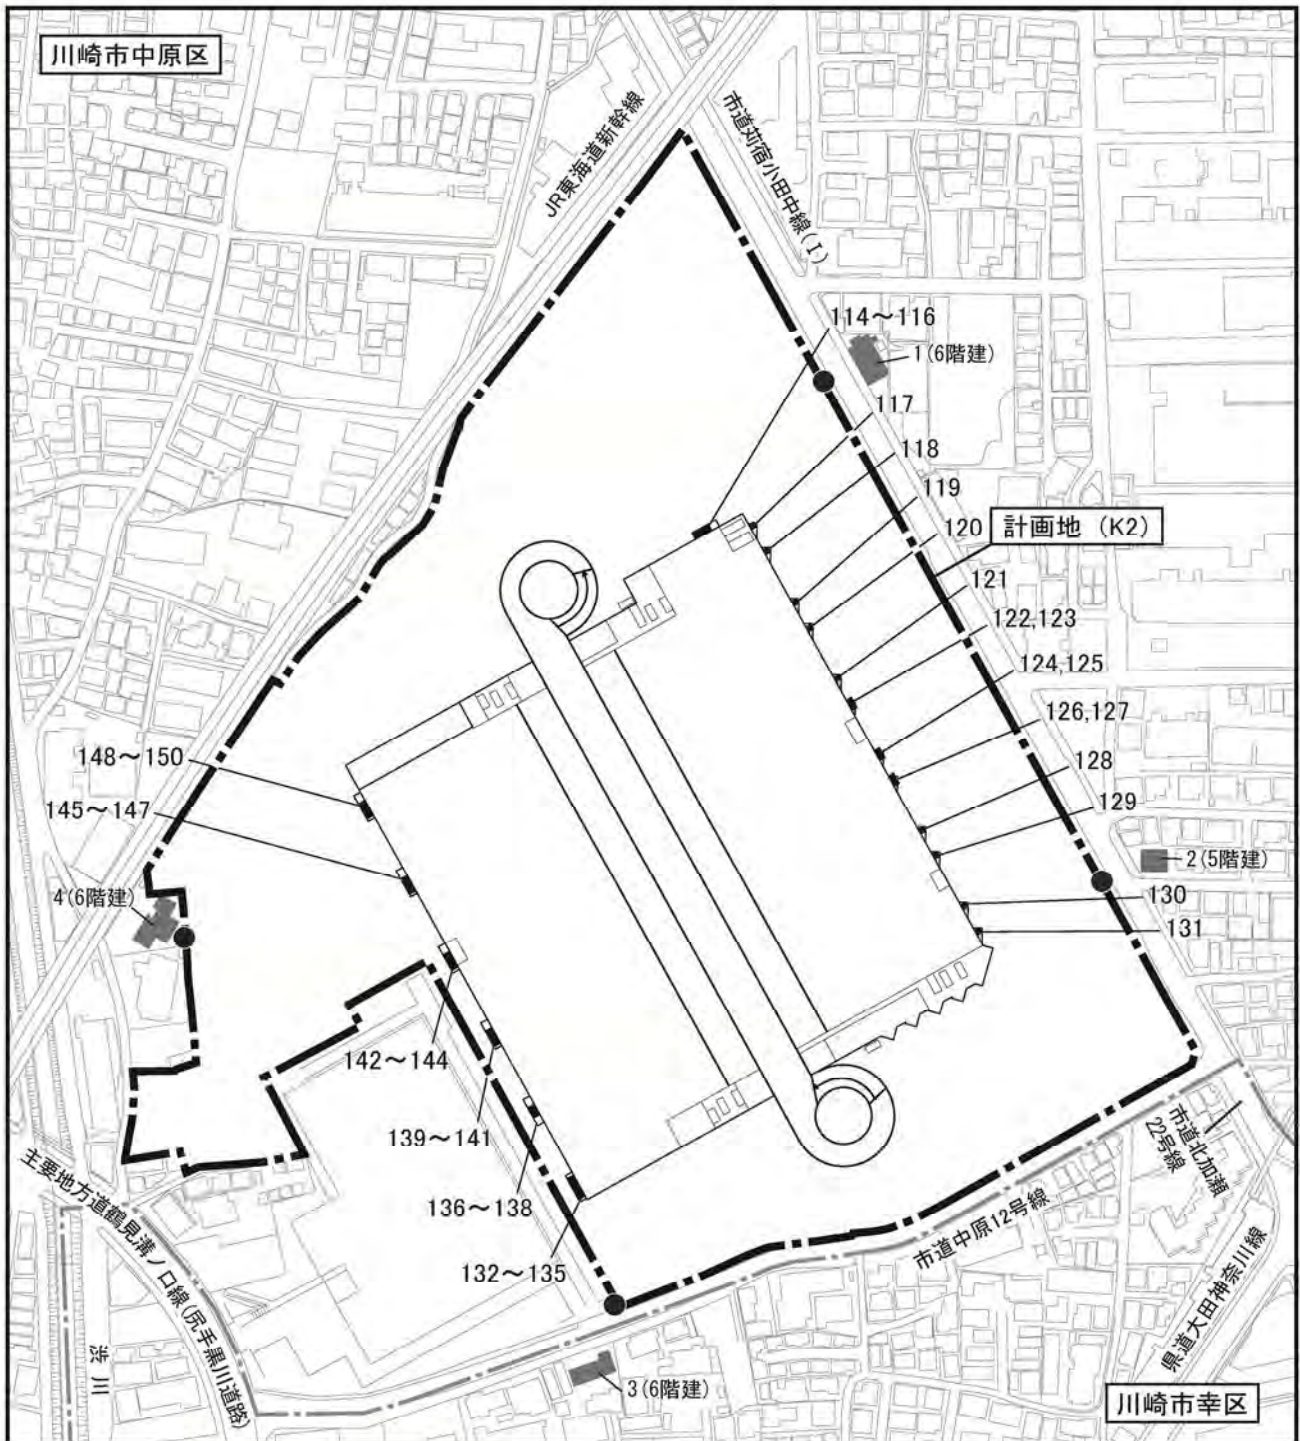 川崎市中原区
JR東海道新幹線
市道苅宿小田中線(I)
114～116
1(6階建)
117
118
119
120
計画地（K2）
121
122,123
124,125
126,127
128
129
2(5階建)
130
131
148～150
145～147
4(6階建)
142～144
139～141
136～138
132～135
主要地方道鶴見溝ノ口線(尻手黒川道路)
渋川
市道中原12号線
市道北加瀬
22号線
県道大田神奈川線
3(6階建)
川崎市幸区